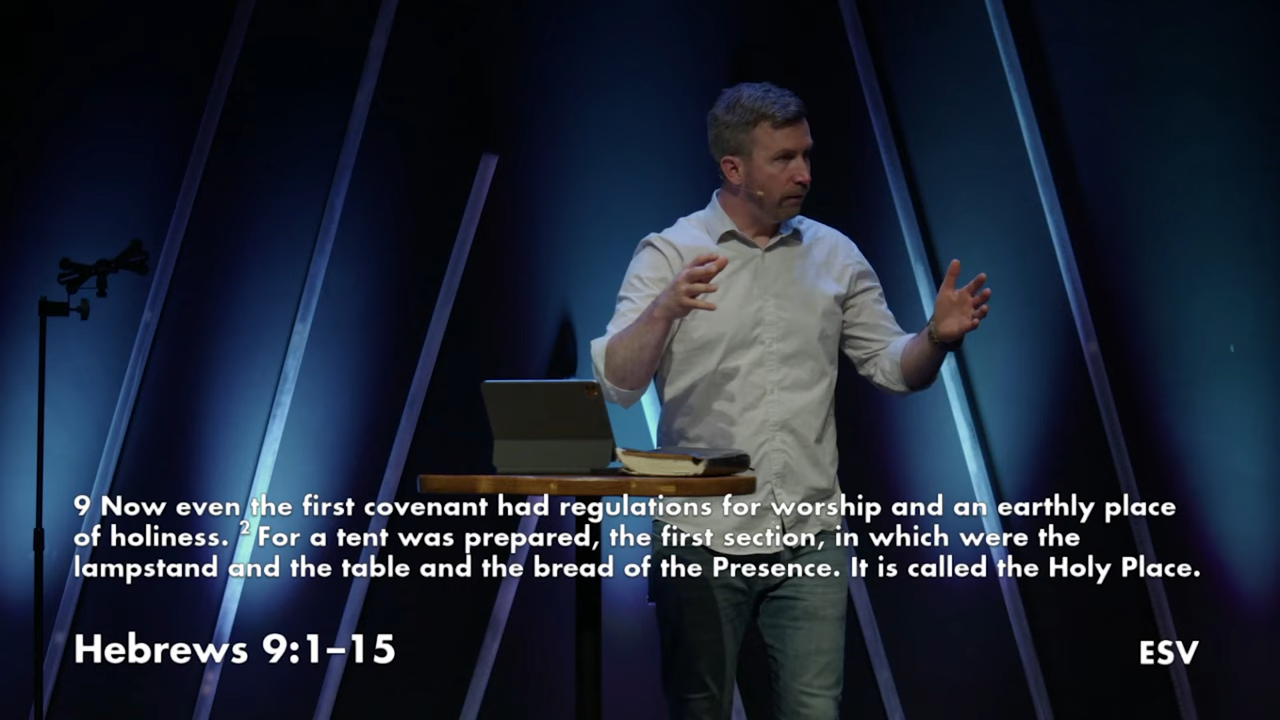 9 Now even the first covenant had regulations for worship and an earthly place
of holiness. ² For a tent was prepared, the first section, in which were the
lampstand and the table and the bread of the Presence. It is called the Holy Place.
Hebrews 9:1–15
ESV